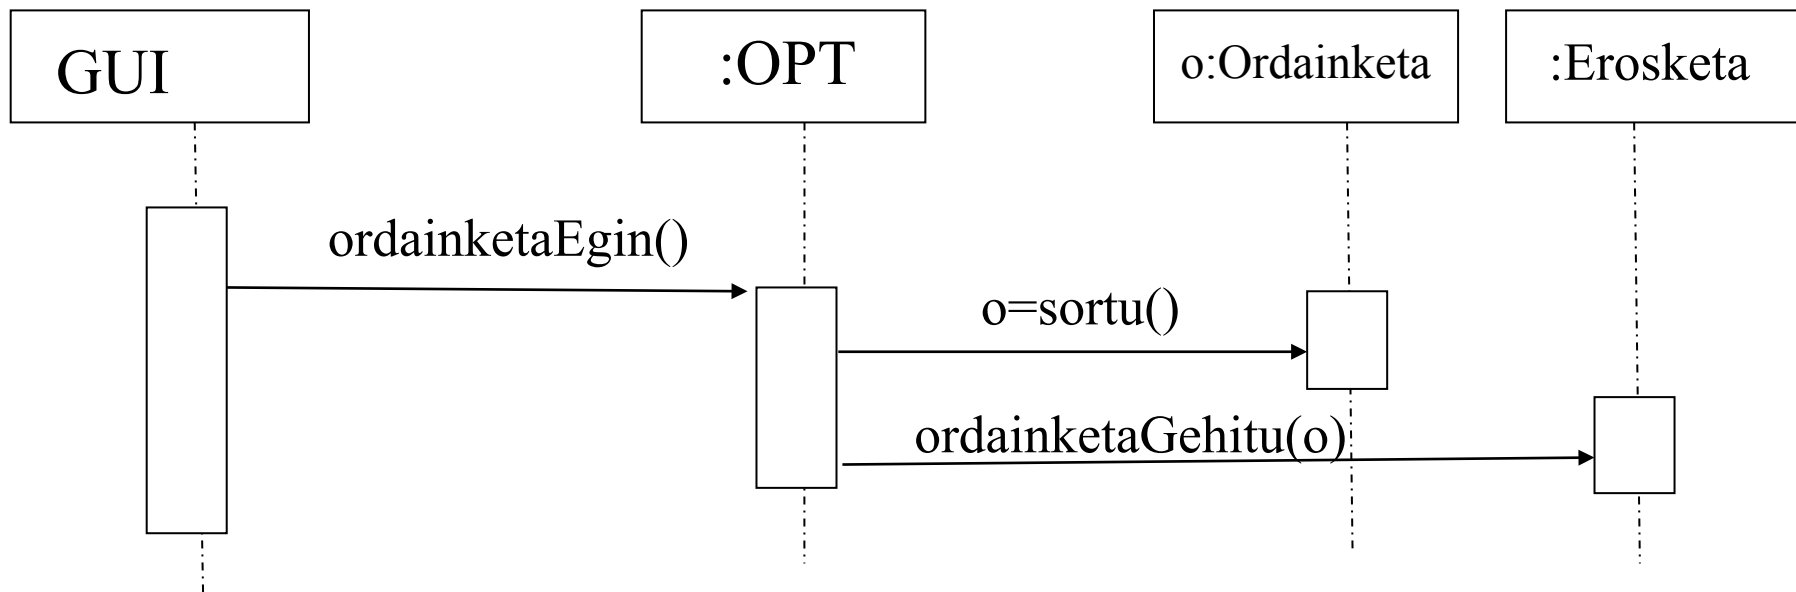 GUI
:OPT
o:Ordainketa
:Erosketa
ordainketaEgin()
o=sortu()
ordainketaGehitu(o)